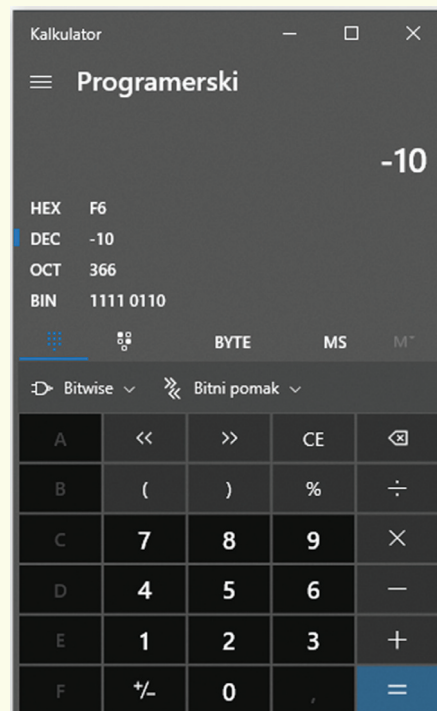 Kalkulator
Programerski
-10
HEX F6
DEC -10
OCT 366
BIN 1111 0110
BYTE MS M˅
Bitwise Bitni pomak
A << >> CE
B ( ) % ÷
C 7 8 9 ×
D 4 5 6 −
E 1 2 3 +
F +/− 0 , =